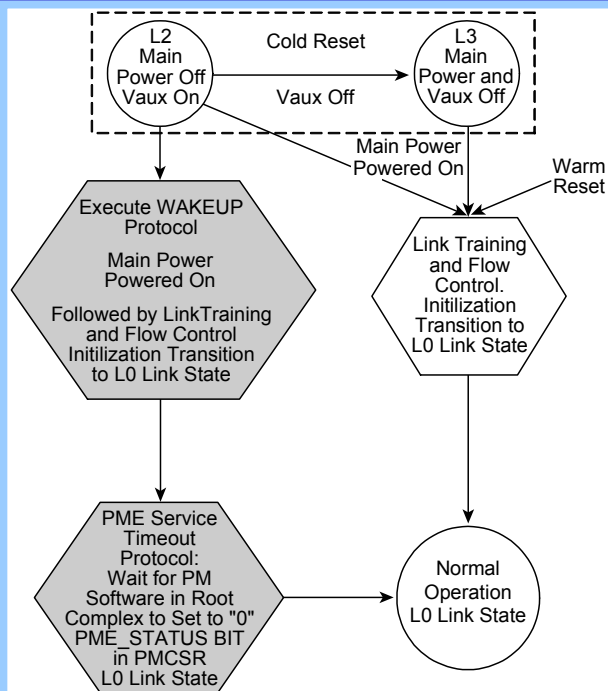 L2
Main
Power Off
Vaux On
Cold Reset
Vaux Off
L3
Main
Power and
Vaux Off
Main Power
Powered On
Warm
Reset
Execute WAKEUP
Protocol
Main Power
Powered On
Followed by LinkTraining
and Flow Control
Initilization Transition
to L0 Link State
Link Training
and Flow
Control.
Initilization
Transition to
L0 Link State
PME Service
Timeout
Protocol:
Wait for PM
Software in Root
Complex to Set to "0"
PME_STATUS BIT
in PMCSR
L0 Link State
Normal
Operation
L0 Link State